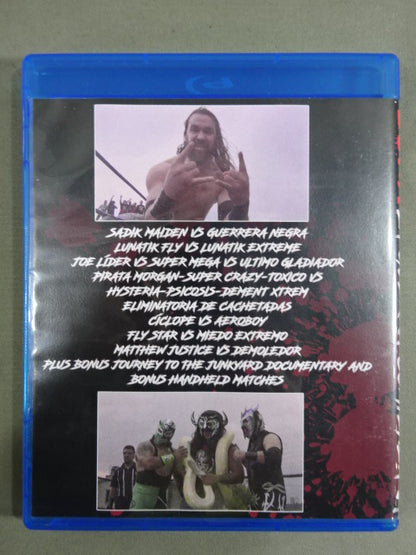 SADIK MAIDEN VS GUERRERA NEGRA
LUNATIK FLY VS LUNATIK EXTREME
JOE LÍDER VS SUPER MEGA VS ULTIMO GLADIADOR
PIRATA MORGAN-SUPER CRAZY-TOXICO VS
HYSTERIA-PSICOSIS-DEMENT XTREM
ELIMINATORIA DE CACHETADAS
CÍCLOPE VS AEROBOY
FLY STAR VS MIEDO EXTREMO
MATTHEW JUSTICE VS DEMOLEDOR
PLUS BONUS JOURNEY TO THE JUNKYARD DOCUMENTARY AND
BONUS HANDHELD MATCHES